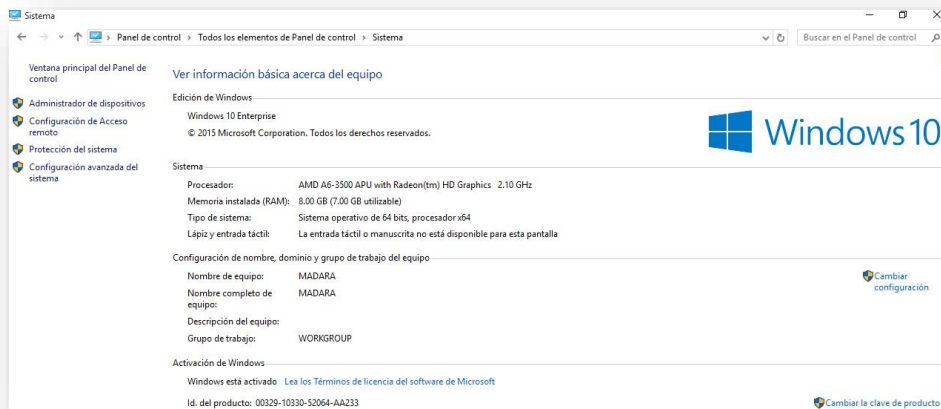 Sistema
Panel de control > Todos los elementos de Panel de control > Sistema
Buscar en el Panel de control
Ventana principal del Panel de
control
Administrador de dispositivos
Configuración de Acceso
remoto
Protección del sistema
Configuración avanzada del
sistema
Ver información básica acerca del equipo
Edición de Windows
Windows 10 Enterprise
© 2015 Microsoft Corporation. Todos los derechos reservados.
Windows 10
Sistema
Procesador: AMD A6-3500 APU with Radeon(tm) HD Graphics 2.10 GHz
Memoria instalada (RAM): 8.00 GB (7.00 GB utilizable)
Tipo de sistema: Sistema operativo de 64 bits, procesador x64
Lápiz y entrada táctil: La entrada táctil o manuscrita no está disponible para esta pantalla
Configuración de nombre, dominio y grupo de trabajo del equipo
Nombre de equipo: MADARA
Cambiar
configuración
Nombre completo de
equipo: MADARA
Descripción del equipo:
Grupo de trabajo: WORKGROUP
Activación de Windows
Windows está activado Lea los Términos de licencia del software de Microsoft
Id. del producto: 00329-10330-52064-AA233
Cambiar la clave de producto